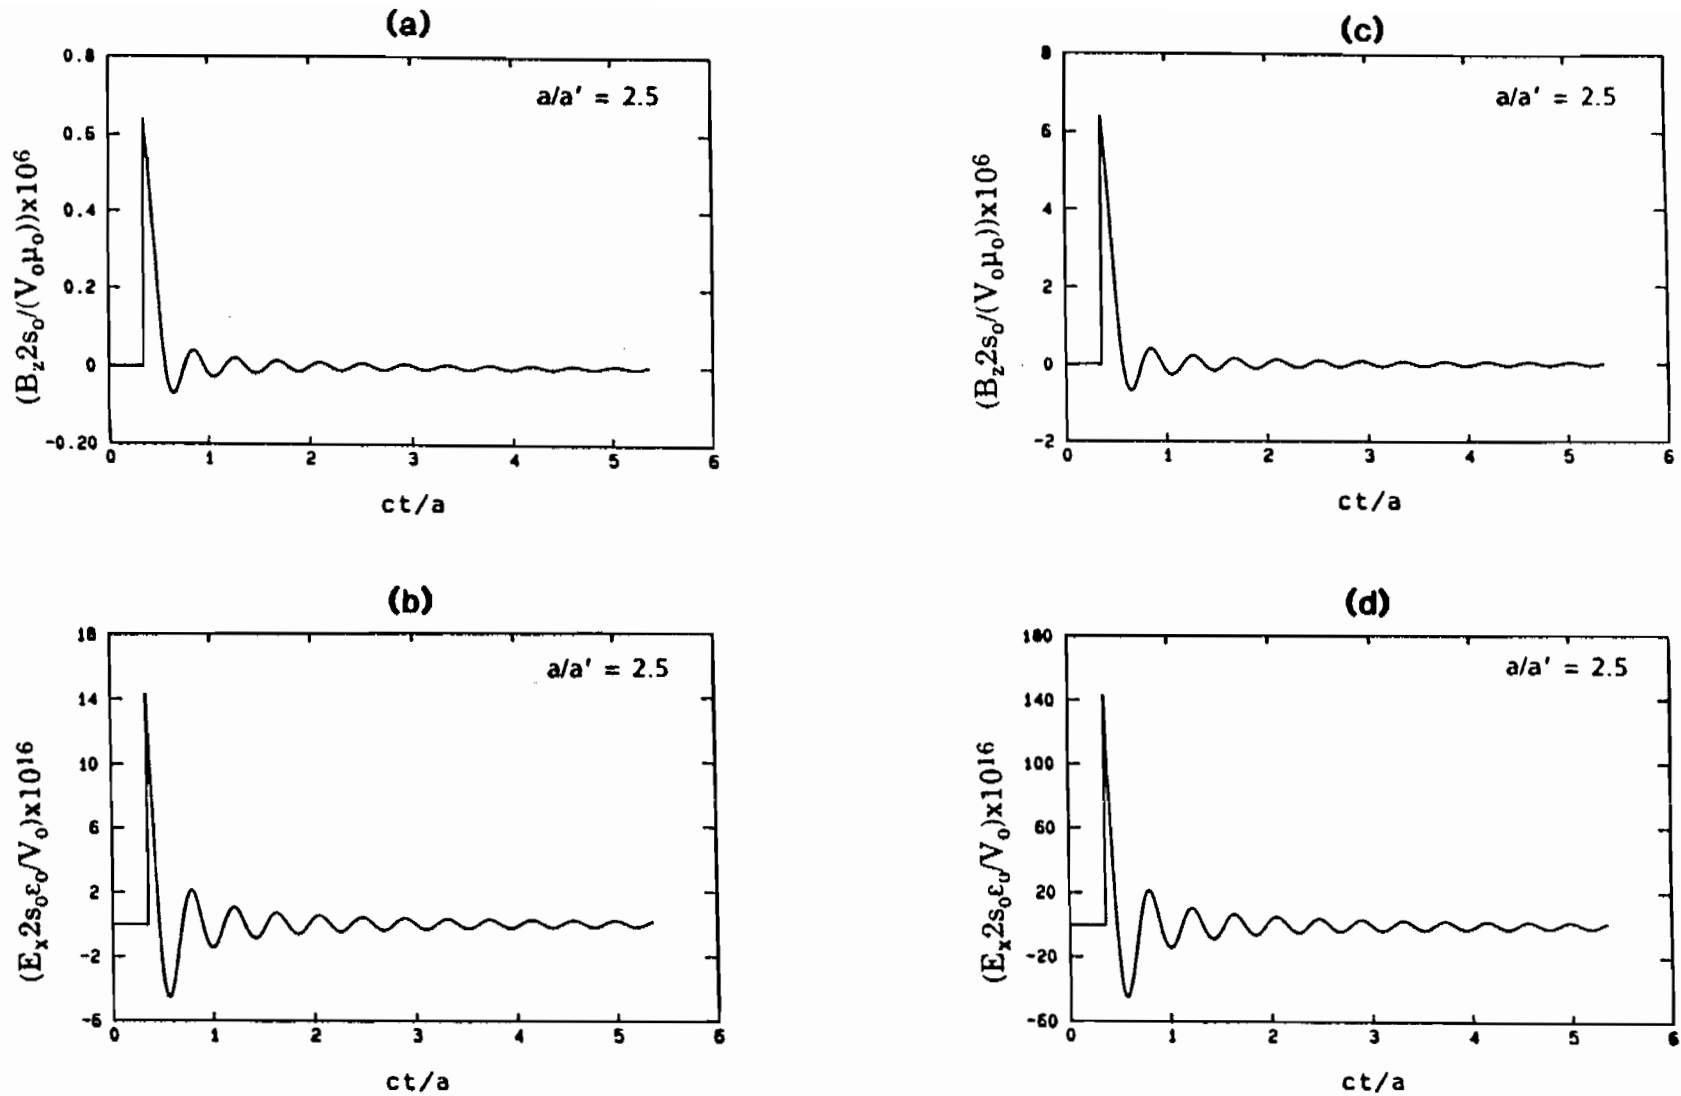 (a)
0.8
0.6
0.4
0.2
0
-0.20
0 1 2 3 4 5 6
a/a' = 2.5
(B_z2s_0/(V_0μ_0))x10^6
ct/a
(c)
8
6
4
2
0
-2
0 1 2 3 4 5 6
a/a' = 2.5
(B_z2s_0/(V_0μ_0))x10^6
ct/a
(b)
18
14
10
6
2
-2
-6
0 1 2 3 4 5 6
a/a' = 2.5
(E_x2s_0ε_0/V_0)x10^16
ct/a
(d)
180
140
100
60
20
-20
-60
0 1 2 3 4 5 6
a/a' = 2.5
(E_x2s_0ε_0/V_0)x10^16
ct/a